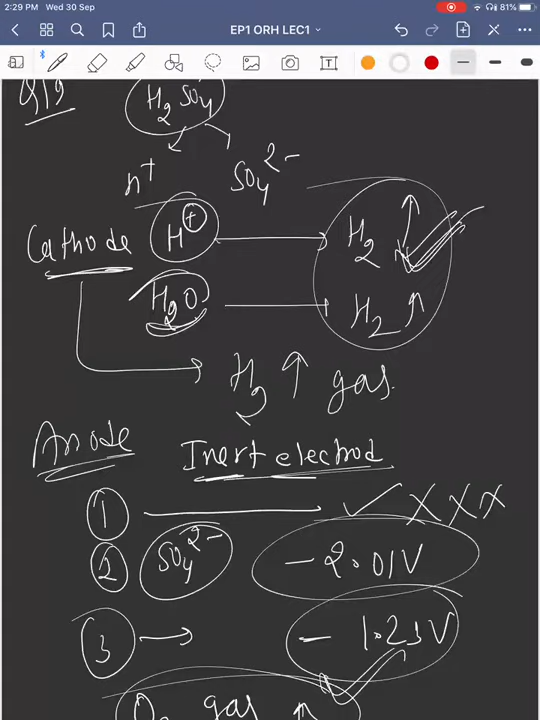 2:29 PM Wed 30 Sep
81%
EP1 ORH LEC1
T
Q19
H2 SO4
H+ SO4 2-
Cathode H+ → H2 ↑
H2O → H2 ↑
→ H2 ↑ gas.
Anode Inert electrod
① ✓ X X X
② SO4 2- - 2.01V
③ → - 1.23V
O2 gas ↑